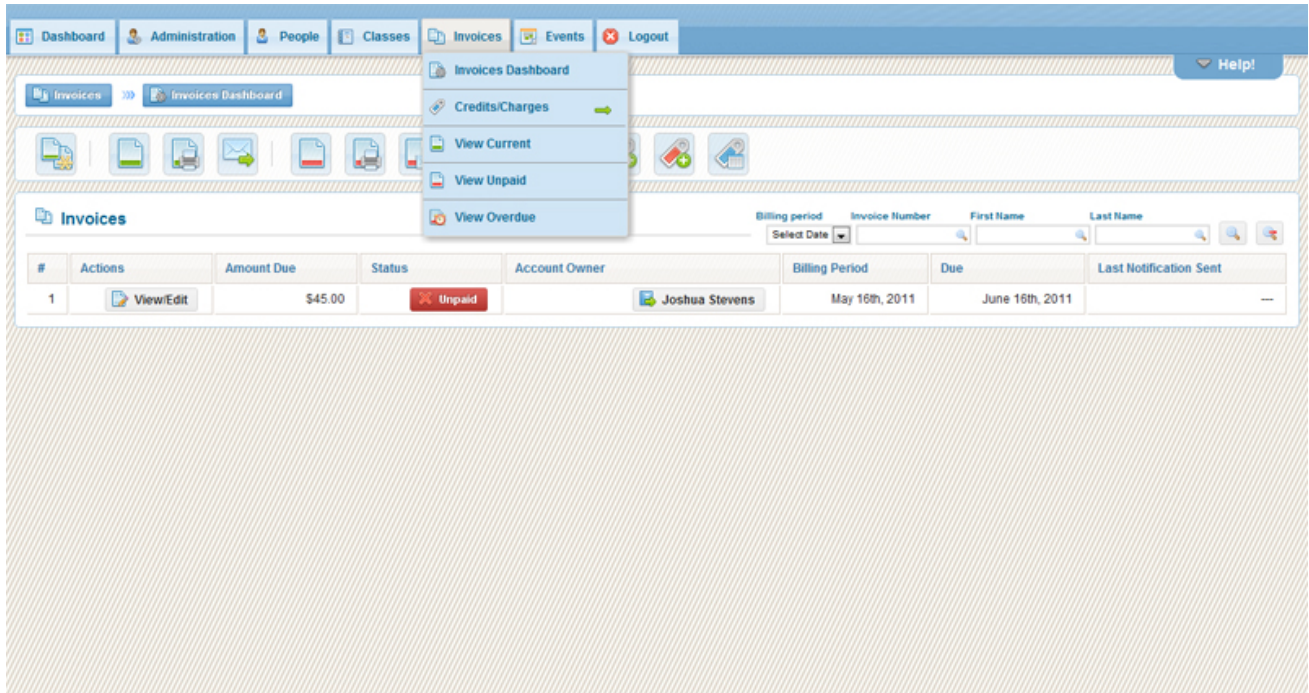 Dashboard Administration People Classes Invoices Events Logout
Help!
Invoices Dashboard
Credits/Charges
View Current
View Unpaid
View Overdue
Invoices Invoices Dashboard
Invoices
Billing period Invoice Number First Name Last Name
Select Date
# Actions Amount Due Status Account Owner Billing Period Due Last Notification Sent
1 View/Edit $45.00 Unpaid Joshua Stevens May 16th, 2011 June 16th, 2011 ---